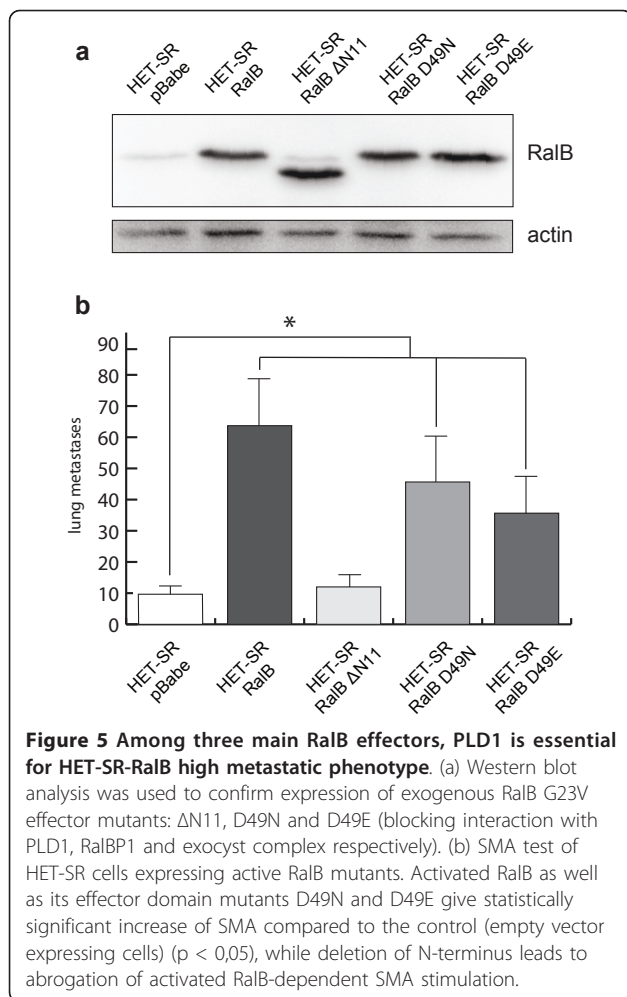 a
HET-SR pBabe
HET-SR RalB
HET-SR RalB ΔN11
HET-SR RalB D49N
HET-SR RalB D49E
RalB
actin
b
*
90
80
70
60
50
40
30
20
10
0
lung metastases
HET-SR pBabe
HET-SR RalB
HET-SR RalB ΔN11
HET-SR RalB D49N
HET-SR RalB D49E
Figure 5 Among three main RalB effectors, PLD1 is essential
for HET-SR-RalB high metastatic phenotype. (a) Western blot
analysis was used to confirm expression of exogenous RalB G23V
effector mutants: ΔN11, D49N and D49E (blocking interaction with
PLD1, RalBP1 and exocyst complex respectively). (b) SMA test of
HET-SR cells expressing active RalB mutants. Activated RalB as well
as its effector domain mutants D49N and D49E give statistically
significant increase of SMA compared to the control (empty vector
expressing cells) (p < 0,05), while deletion of N-terminus leads to
abrogation of activated RalB-dependent SMA stimulation.